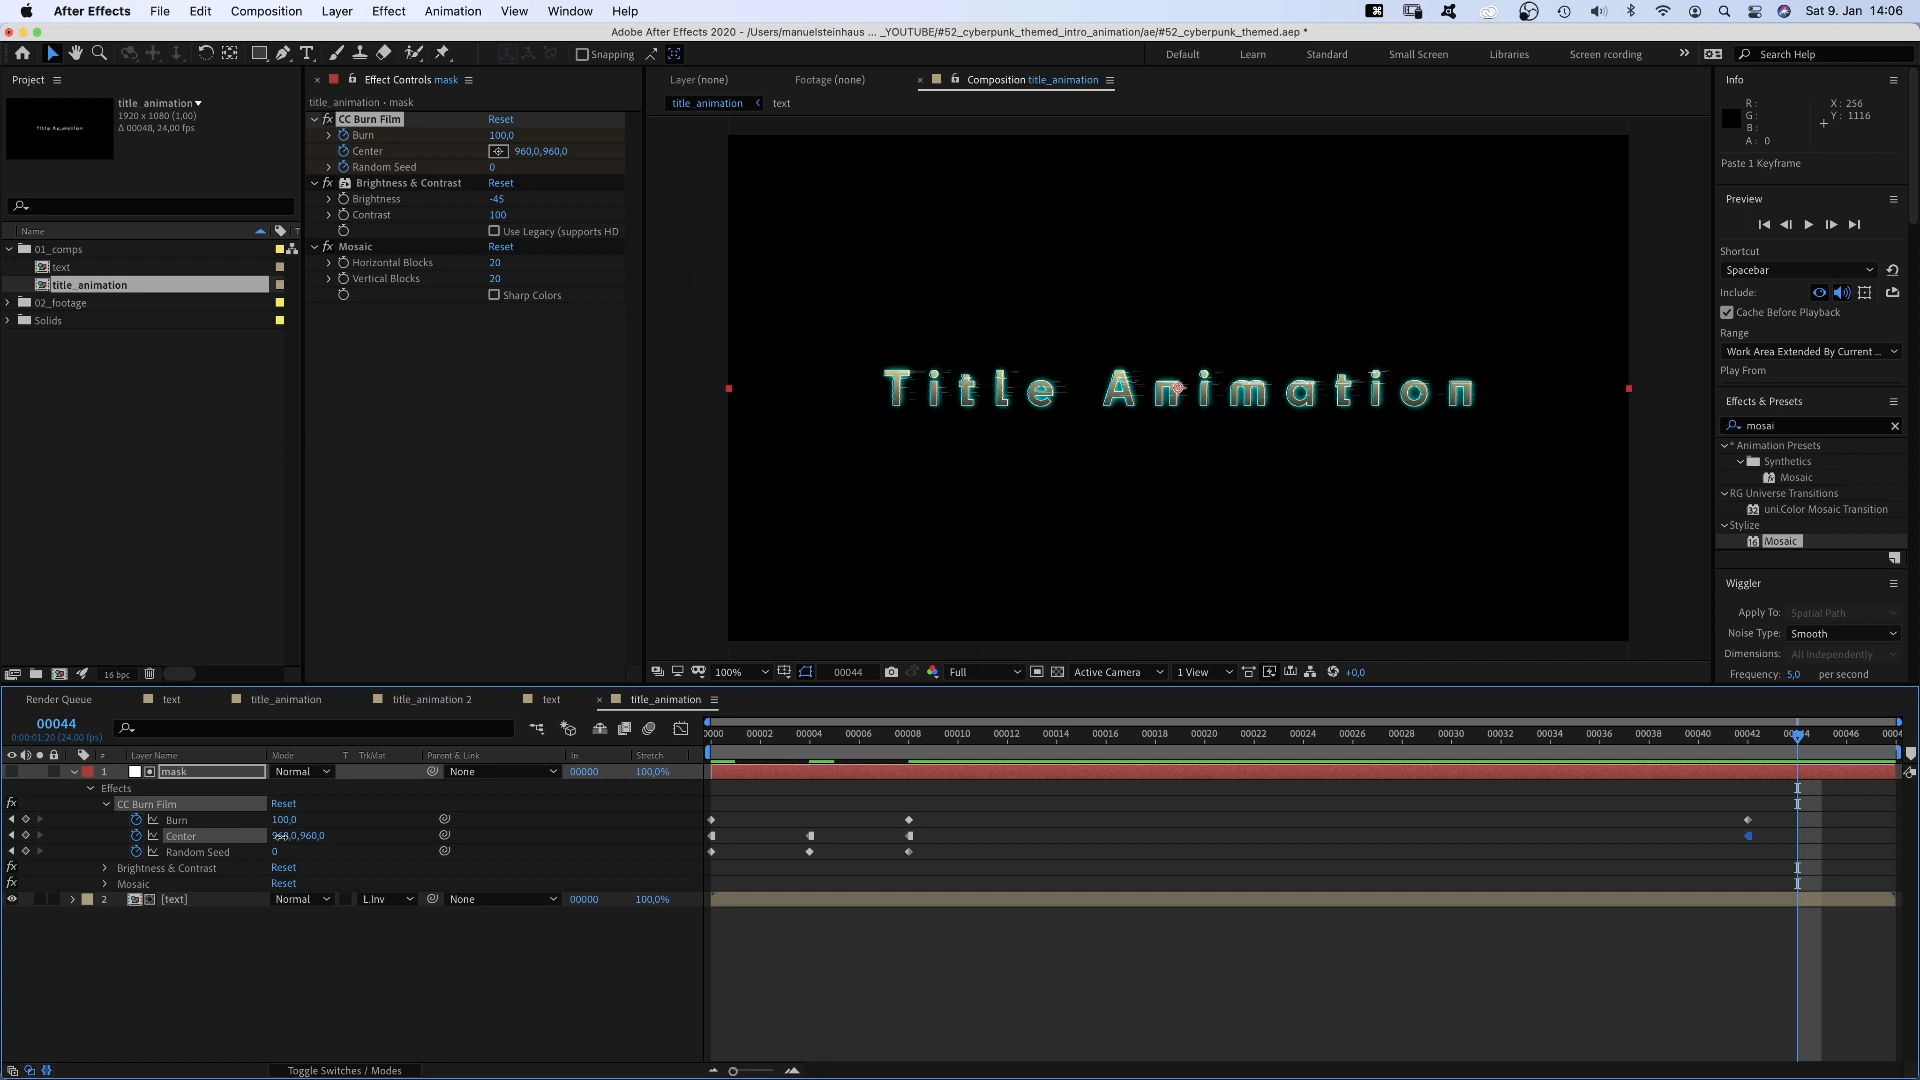 After Effects File Edit Composition Layer Effect Animation View Window Help
Sat 9. Jan 14:06
Adobe After Effects 2020 - /Users/manuelsteinhaus ... _YOUTUBE/#52_cyberpunk_themed_intro_animation/ae/#52_cyberpunk_themed.aep *
Snapping
Default Learn Standard Small Screen Libraries Screen rcording
Search Help
Project
title_animation
1920 x 1080 (1,00)
Δ 00048, 24,00 fps)
Name
01_comps
text
title_animation
02_footage
Solids
16 bpc
Effect Controls mask
title_animation · mask
CC Burn Film Reset
Burn 100,0
Center 960,0,960,0
Random Seed 0
Brightness & Contrast Reset
Brightness -45
Contrast 100
Use Legacy (supports HD
Mosaic Reset
Horizontal Blocks 20
Vertical Blocks 20
Sharp Colors
Layer (none) Footage (none) Composition title_animation
title_animation text
Title Animation
100% 00044 Full Active Camera 1 View +0,0
Info
R: X: 256
G: Y: 1116
B:
A: 0
Paste 1 Keyframe
Preview
Shortcut
Spacebar
Include:
Cache Before Playback
Range
Work Area Extended By Current ...
Play From
Effects & Presets
mosai
* Animation Presets
Synthetics
Mosaic
RG Universe Transitions
uni.Color Mosaic Transition
Stylize
Mosaic
Wiggler
Apply To: Spatial Path
Noise Type: Smooth
Dimensions: All Independently
Frequency: 5,0 per second
Render Queue text title_animation title_animation 2 text title_animation
00044
0:00:01:20 (24.00 fps)
0000 00002 00004 00006 00008 00010 00012 00014 00016 00018 00020 00022 00024 00026 00028 00030 00032 00034 00036 00038 00040 00042 00044 00046 0004
# Layer Name Mode T TrkMat Parent & Link In Stretch
1 mask Normal None 00000 100,0%
Effects
CC Burn Film Reset
Burn 100,0
Center 960,0,960,0
Random Seed 0
Brightness & Contrast Reset
Mosaic Reset
2 [text] Normal L.Inv None 00000 100,0%
Toggle Switches / Modes